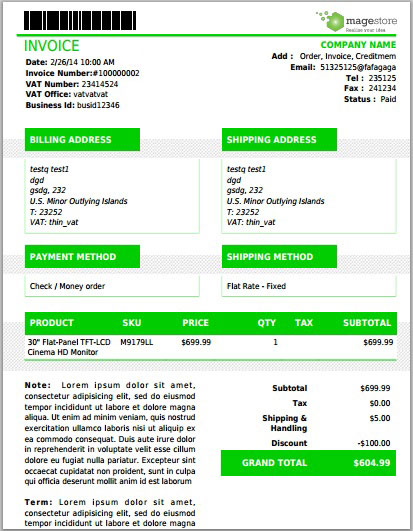 magestore
Realize your Sites
INVOICE
COMPANY NAME
Date: 2/26/14 10:00 AM
Add : Order, Invoice, Creditmem
Invoice Number:#100000002
Email: 51325125@fafagaga
VAT Number: 23414524
Tel : 235125
VAT Office: vatvatvat
Fax : 241234
Business Id: busid12346
Status : Paid
BILLING ADDRESS
testq test1
dgd
gsdg, 232
U.S. Minor Outlying Islands
T: 23252
VAT: thin_vat
SHIPPING ADDRESS
testq test1
dgd
gsdg, 232
U.S. Minor Outlying Islands
T: 23252
VAT: thin_vat
PAYMENT METHOD
Check / Money order
SHIPPING METHOD
Flat Rate - Fixed
PRODUCT SKU PRICE QTY TAX SUBTOTAL
30" Flat-Panel TFT-LCD M9179LL $699.99 1 $699.99
Cinema HD Monitor
Note: Lorem ipsum dolor sit amet,
consectetur adipisicing elit, sed do eiusmod
tempor incididunt ut labore et dolore magna
aliqua. Ut enim ad minim veniam, quis nostrud
exercitation ullamco laboris nisi ut aliquip ex ea
commodo consequat. Duis aute irure dolor
in reprehenderit in voluptate velit esse cillum
dolore eu fugiat nulla pariatur. Excepteur sint
occaecat cupidatat non proident, sunt in culpa
qui officia deserunt mollit anim id est laborum
Term: Lorem ipsum dolor sit amet,
consectetur adipisicing elit, sed do eiusmod
tempor incididunt ut labore et dolore magna
Subtotal $699.99
Tax $0.00
Shipping & $5.00
Handling
Discount -$100.00
GRAND TOTAL $604.99